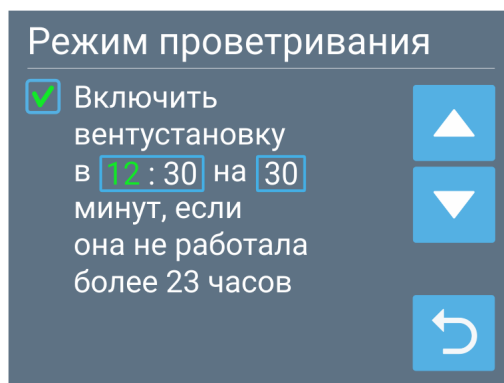 Режим проветривания
Включить
вентустановку
в 12 : 30 на 30
минут, если
она не работала
более 23 часов